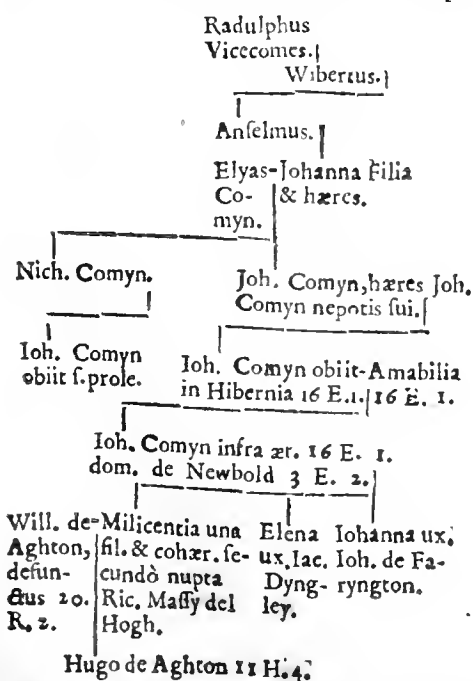 Radulphus
Vicecomes.
Wibertus.
Anſelmus.
Elyas-Johanna Filia
Co- & hæres.
myn.
Nich. Comyn.
Joh. Comyn, hæres Joh.
Comyn nepotis ſui.
Ioh. Comyn
obiit ſ.prole.
Ioh. Comyn obiit-Amabilia
in Hibernia 16 E.1. 16 E. 1.
Ioh. Comyn infra æt. 16 E. 1.
dom. de Newbold 3 E. 2.
Will. de=Milicentia una
Aghton, fil. & cohær. ſe-
defun- cundò nupta
ctus 20. Ric. Maſſy del
R. 2. Hogh.
Elena
ux. Iac.
Dyng-
ley.
Iohanna ux.
Ioh. de Fa-
ryngton.
Hugo de Aghton 11 H. 4.